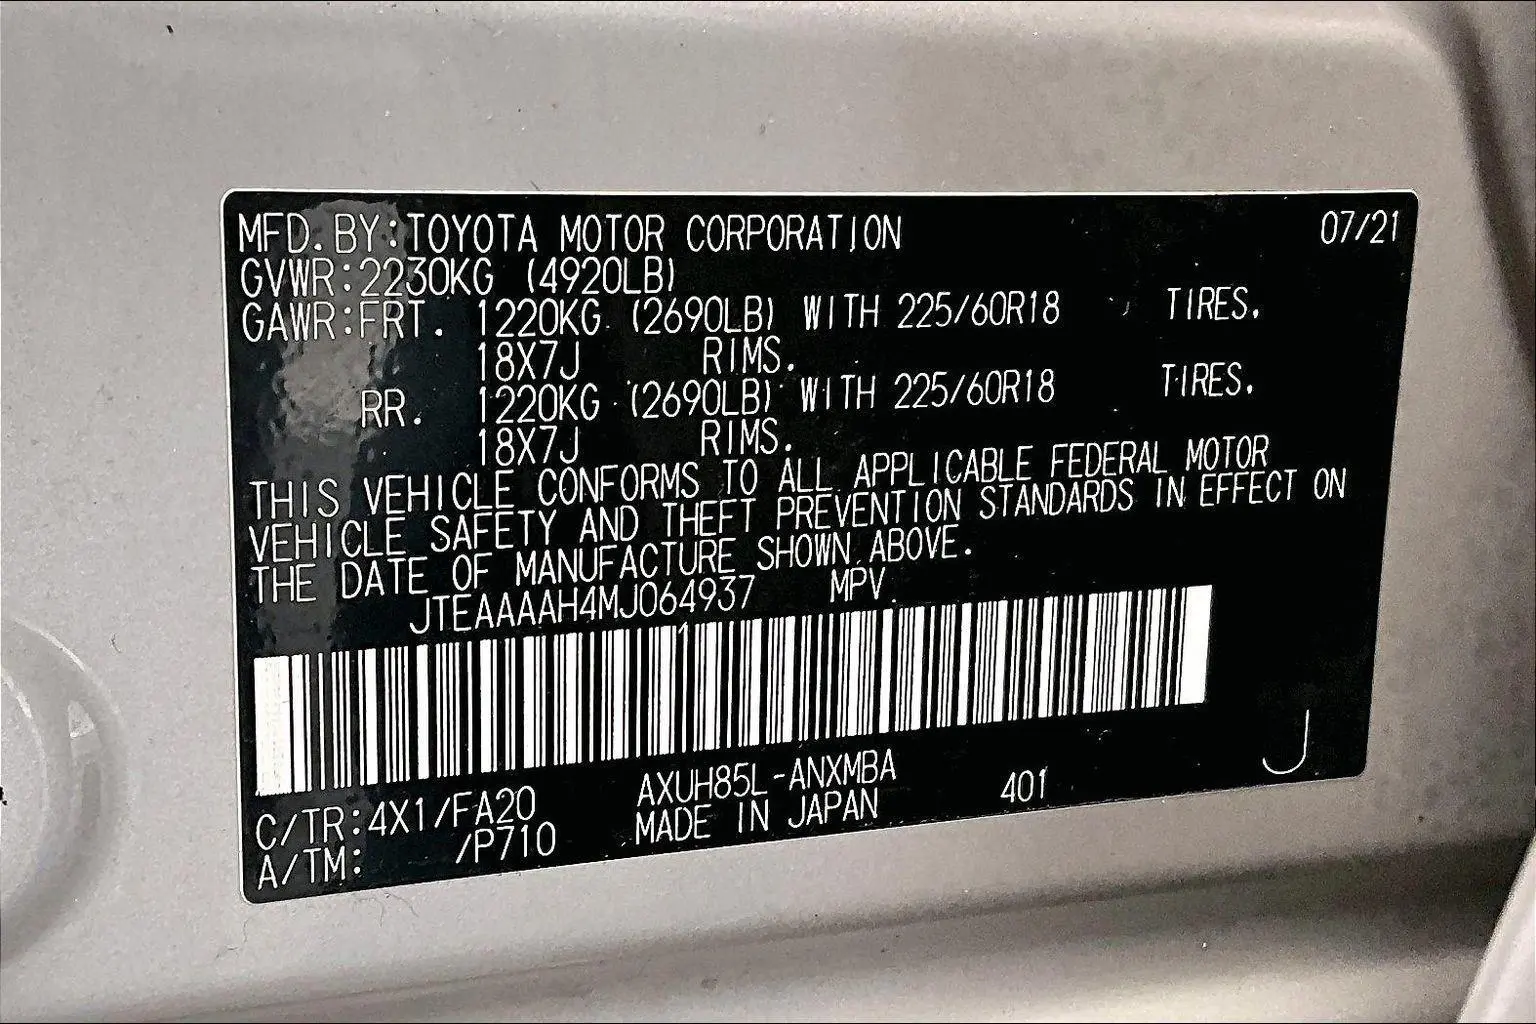 MFD.BY:TOYOTA MOTOR CORPORATION 07/21
GVWR:2230KG (4920LB)
GAWR:FRT. 1220KG (2690LB) WITH 225/60R18 TIRES.
18X7J RIMS.
RR. 1220KG (2690LB) WITH 225/60R18 TIRES.
18X7J RIMS.
THIS VEHICLE CONFORMS TO ALL APPLICABLE FEDERAL MOTOR
VEHICLE SAFETY AND THEFT PREVENTION STANDARDS IN EFFECT ON
THE DATE OF MANUFACTURE SHOWN ABOVE.
JTEAAAAH4MJ064937 MPV
C/TR:4X1/FA20 AXUH85L-ANXMBA 401 J
A/TM: /P710 MADE IN JAPAN